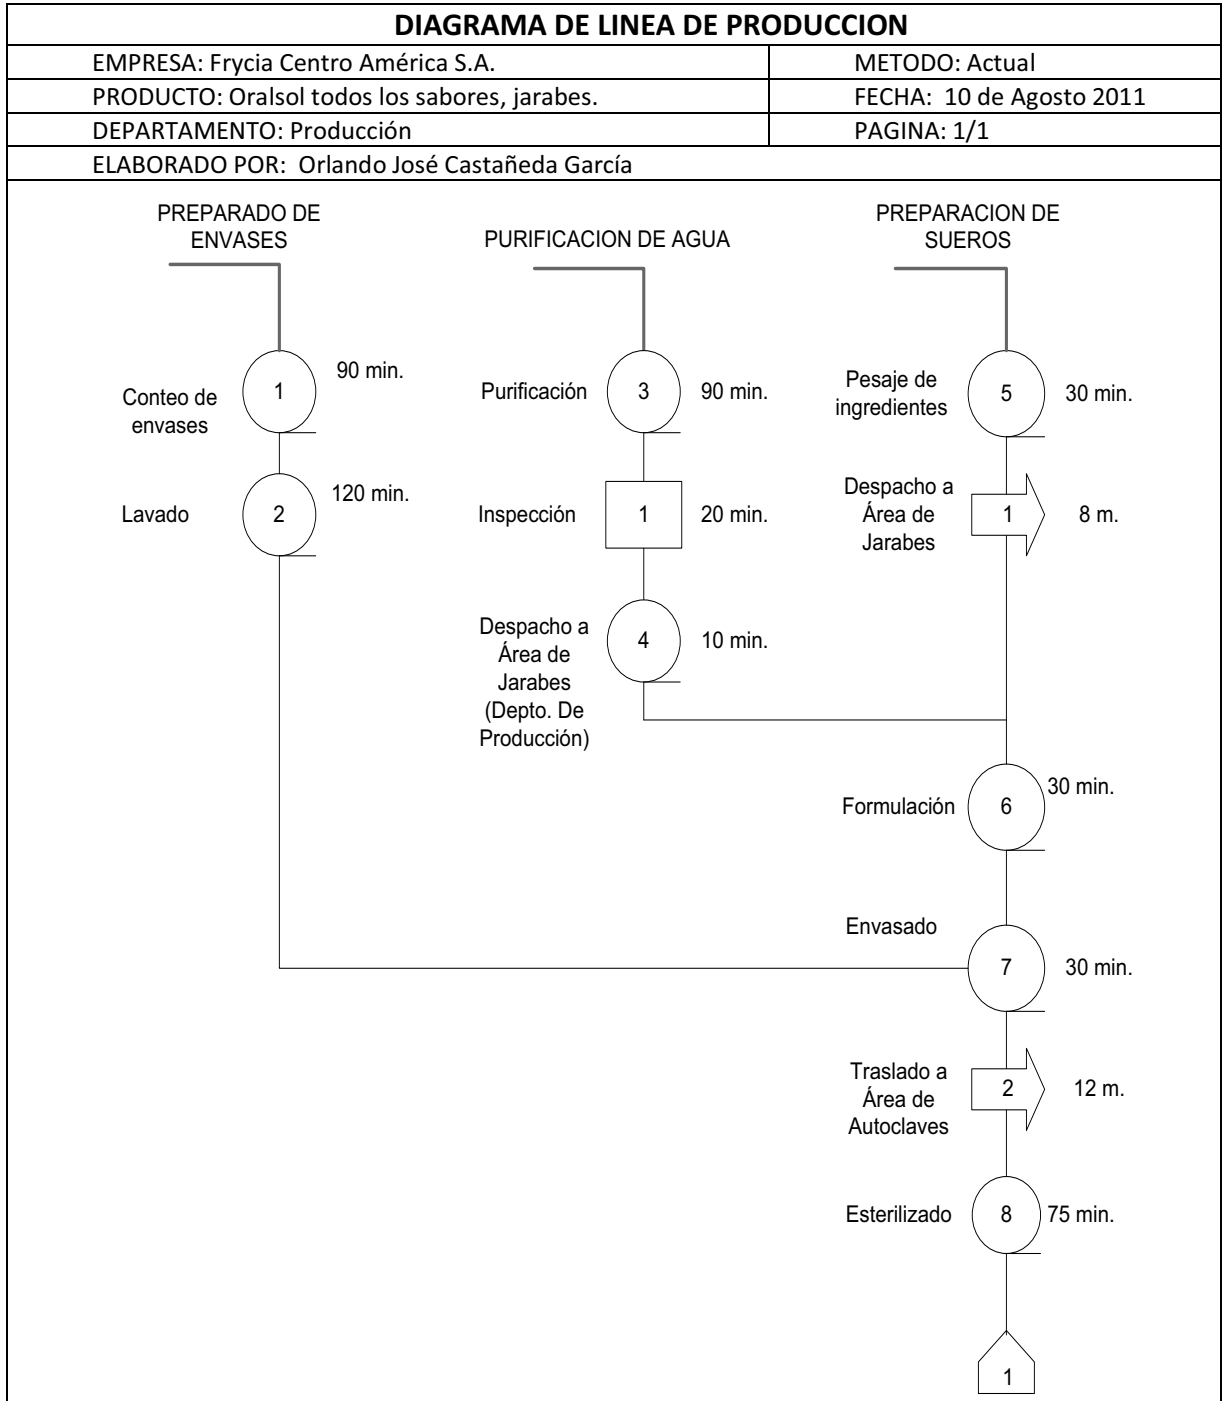 DIAGRAMA DE LINEA DE PRODUCCION
EMPRESA: Frycia Centro América S.A.
METODO: Actual
PRODUCTO: Oralsol todos los sabores, jarabes.
FECHA: 10 de Agosto 2011
DEPARTAMENTO: Producción
PAGINA: 1/1
ELABORADO POR: Orlando José Castañeda García
PREPARADO DE
ENVASES
PURIFICACION DE AGUA
PREPARACION DE
SUEROS
Conteo de
envases
1
90 min.
Purificación
3
90 min.
Pesaje de
ingredientes
5
30 min.
Lavado
2
120 min.
Inspección
1
20 min.
Despacho a
Área de
Jarabes
1
8 m.
Despacho a
Área de
Jarabes
(Depto. De
Producción)
4
10 min.
Formulación
6
30 min.
Envasado
7
30 min.
Traslado a
Área de
Autoclaves
2
12 m.
Esterilizado
8
75 min.
1